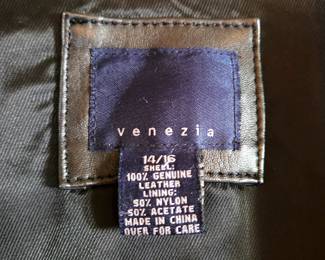 venezia
14/16
SHELL:
100% GENUINE
LEATHER
LINING:
50% NYLON
50% ACETATE
MADE IN CHINA
OVER FOR CARE